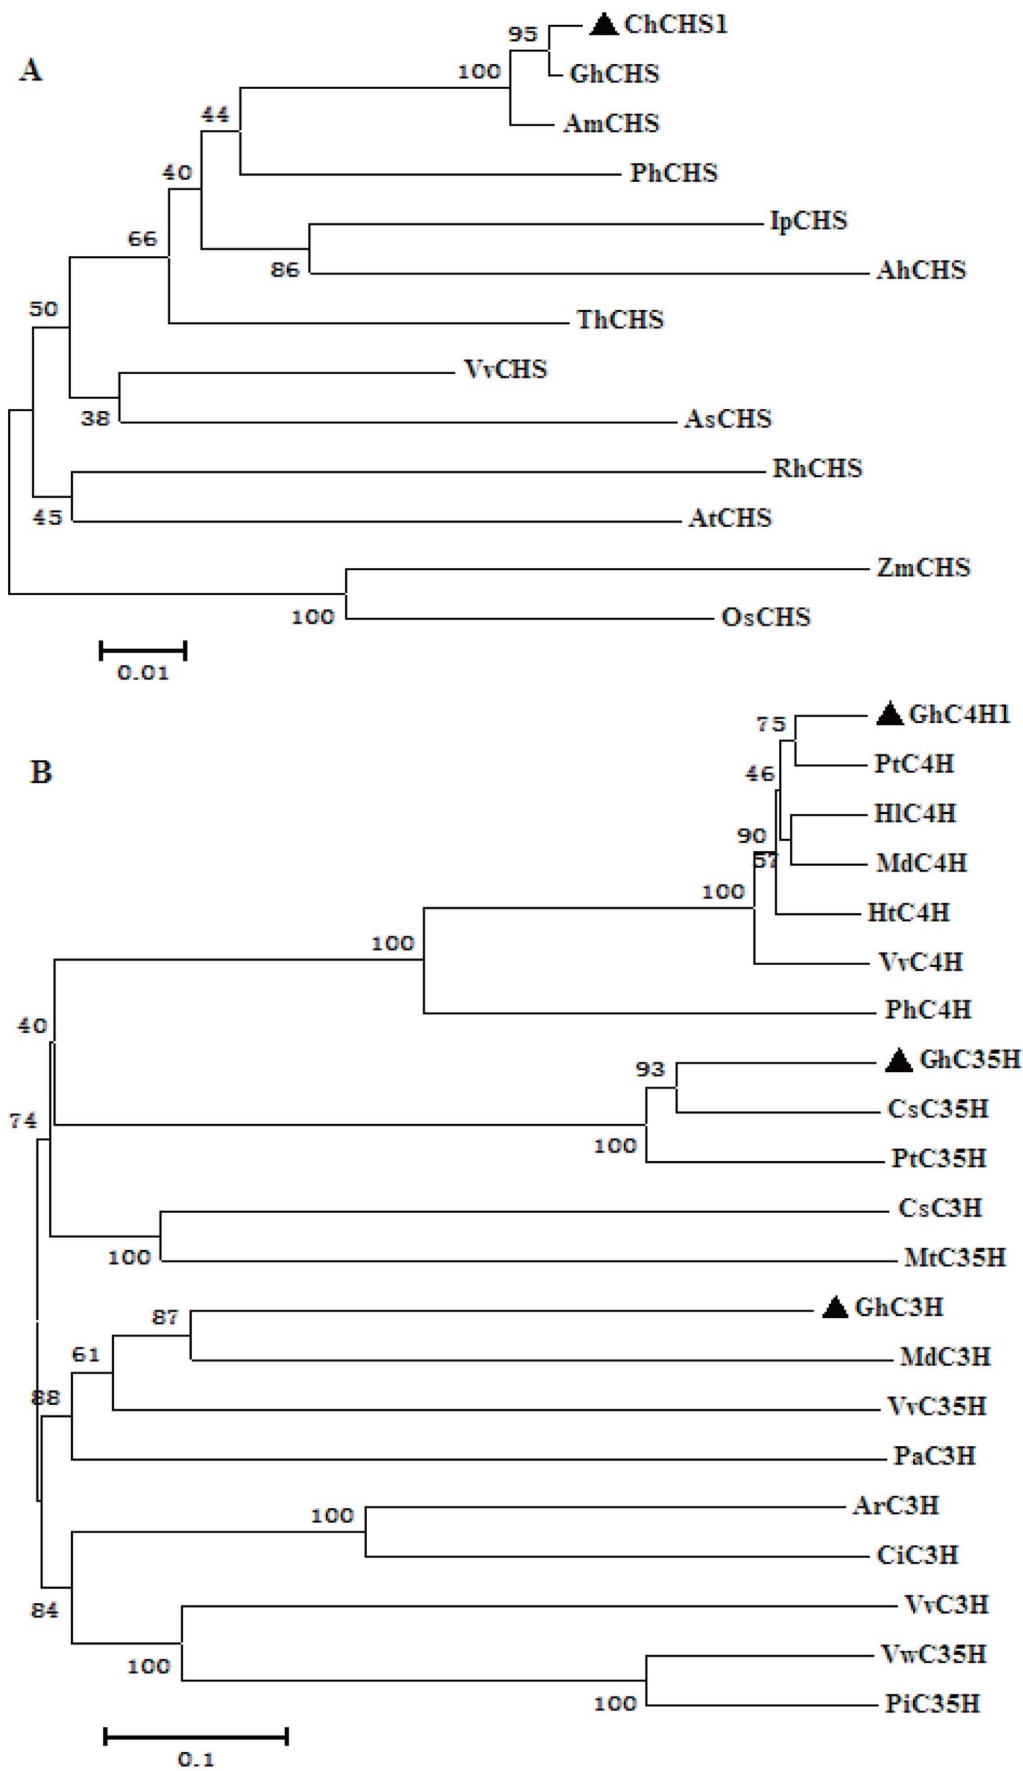 ChCHS1
95
A
GhCHS
100
44
AmCHS
40
PhCHS
IpCHS
66
86
AhCHS
50
ThCHS
VvCHS
38
AsCHS
RhCHS
45
AtCHS
ZmCHS
100
OsCHS
0.01
GhC4H1
75
B
PtC4H
46
HlC4H
90
57
MdC4H
100
HtC4H
100
VvC4H
PhC4H
40
GhC35H
93
CsC35H
74
100
PtC35H
CsC3H
100
MtC35H
GhC3H
87
61
MdC3H
88
VvC35H
PaC3H
100
ArC3H
CiC3H
84
VvC3H
100
VwC35H
100
PiC35H
0.1